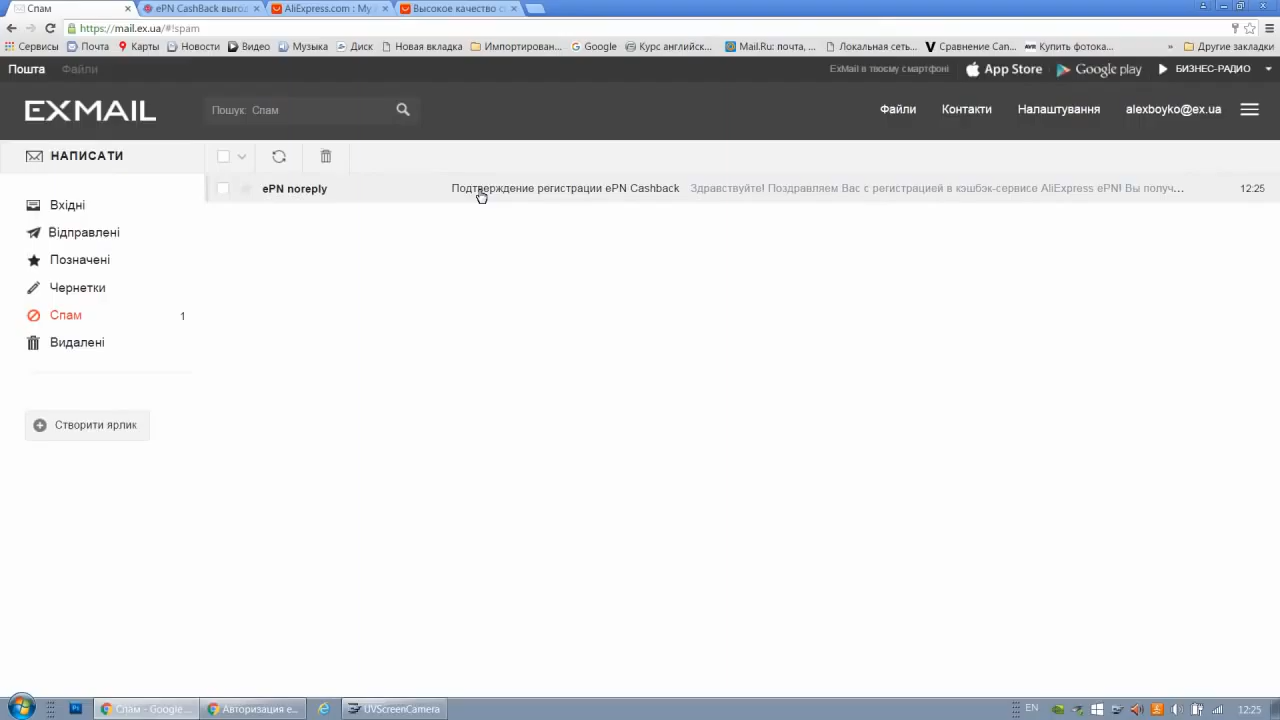 Спам
ePN CashBack выго
AliExpress.com : My A
Высокое качество с
https://mail.ex.ua/#!spam
Сервисы
Почта
Карты
Новости
Видео
Музыка
Диск
Новая вкладка
Импортирован...
Google
Курс английск...
Mail.Ru: почта, ...
Локальная сеть...
Сравнение Can...
Купить фотока...
»
Другие закладки
Пошта Файли
ExMail в твоєму смартфоні
App Store
Google play
БИЗНЕС-РАДИО
EXMAIL
Пошук: Спам
Файли
Контакти
Налаштування
alexboyko@ex.ua
НАПИСАТИ
ePN noreply Подтверждение регистрации ePN Cashback Здравствуйте! Поздравляем Вас с регистрацией в кэшбэк-сервисе AliExpress ePN! Вы получ... 12:25
Вхідні
Відправлені
Позначені
Чернетки
Спам 1
Видалені
Створити ярлик
Спам - Google...
Авторизация е...
UVScreenCamera
EN
12:25